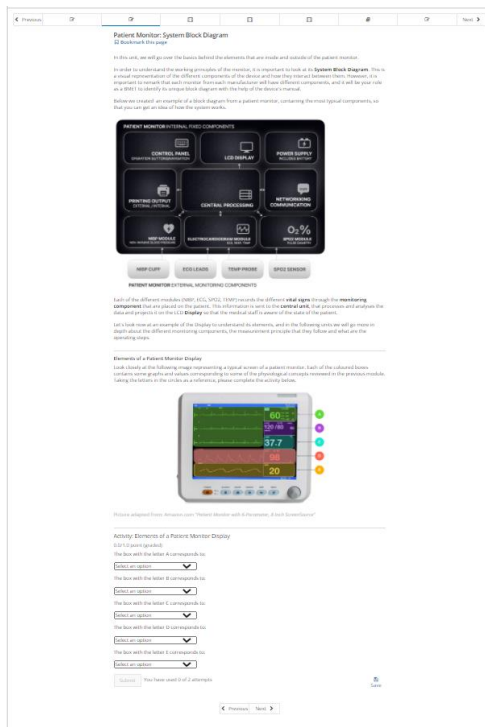 Previous
Next
Patient Monitor: System Block Diagram
Bookmark this page
In this unit, we will go over the basics behind the elements that are inside and outside of the patient monitor.
In order to understand the working principles of the monitor, it is important to look at its System Block Diagram. This is
a visual representation of the different components of the device and how they interact between them. However, it is
important to remark that each monitor from each manufacturer will have different components, and it will be your role
as a BMET to identify its unique block diagram with the help of the device's manual.
Below we created an example of a block diagram from a patient monitor, containing the most typical components, so
that you can get an idea of how the system works.
PATIENT MONITOR INTERNAL FIXED COMPONENTS
CONTROL PANEL
LCD DISPLAY
POWER SUPPLY
INCLUDES BATTERY
PRINTING OUTPUT
EXTERNAL / INTERNAL
CENTRAL PROCESSING
NETWORKING
COMMUNICATION
NIBP MODULE
ELECTROCARDIOGRAM MODULE
O2%
SPO2 MODULE
NIBP CUFF
ECG LEADS
TEMP PROBE
SPO2 SENSOR
PATIENT MONITOR EXTERNAL MONITORING COMPONENTS
Each of the different modules (NIBP, ECG, SPO2, TEMP) records the different vital signs through the monitoring
component that are placed on the patient. This information is sent to the control unit, that processes and analyses the
data and projects it on the LCD Display so that the medical staff is aware of the state of the patient.
Let's look now at an example of the Display to understand its elements, and in the following units we will go more in
depth about the different monitoring components, the measurement principle that they follow and what are the
operating steps.
Elements of a Patient Monitor Display
Look closely at the following image representing a typical screen of a patient monitor. Each of the coloured boxes
contains some graphs and values corresponding to some of the physiological concepts reviewed in the previous module.
Taking the letters in the circles as a reference, please complete the activity below.
60
A
120/80
B
37.7
C
98
D
20
E
Activity: Elements of a Patient Monitor Display
0.0/1.0 point (graded)
The box with the letter A corresponds to:
Select an option
The box with the letter B corresponds to:
Select an option
The box with the letter C corresponds to:
Select an option
The box with the letter D corresponds to:
Select an option
The box with the letter E corresponds to:
Select an option
Submit
You have used 0 of 2 attempts
Save
Previous
Next